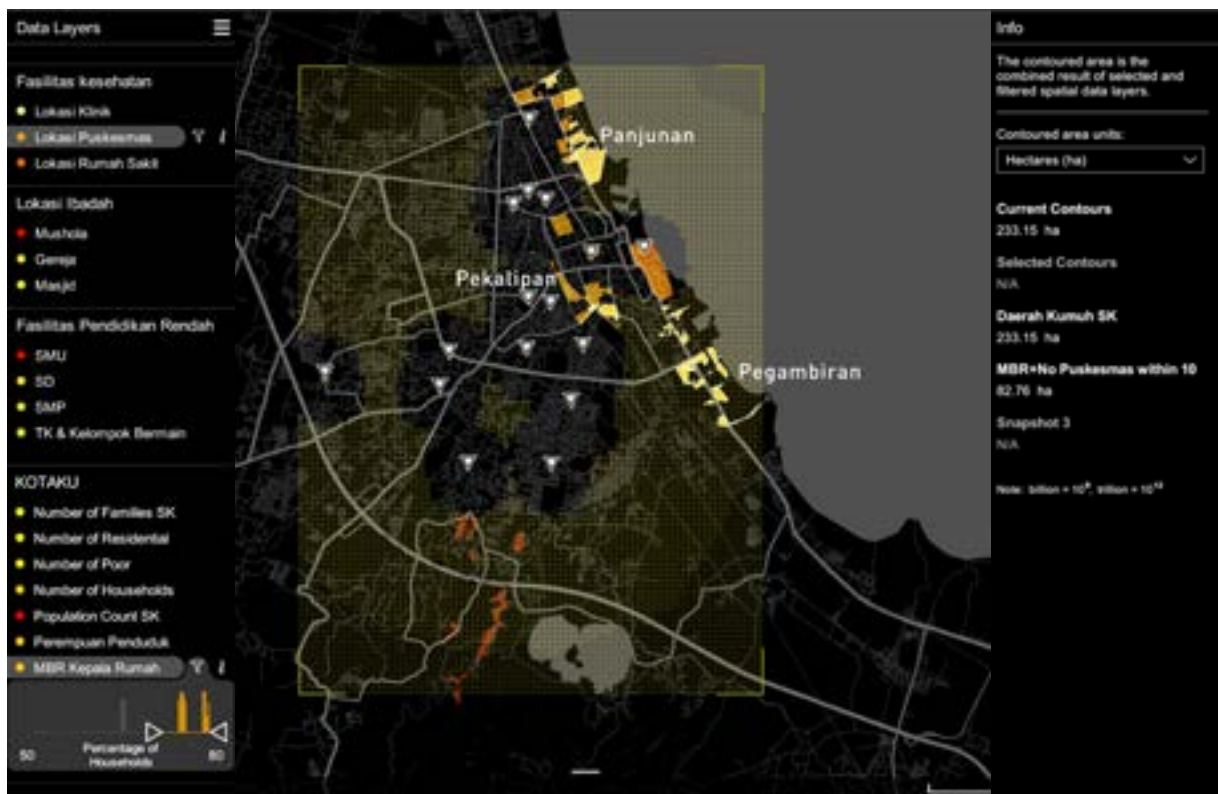 Data Layers
Fasilitas kesehatan
Lokasi Klinik
Lokasi Puskesmas
Lokasi Rumah Sakit
Lokasi Ibadah
Mushola
Gereja
Masjid
Fasilitas Pendidikan Rendah
SMU
SD
SMP
TK & Kelompok Bermain
KOTAKU
Number of Families SK
Number of Residential
Number of Poor
Number of Households
Population Count SK
Perempuan Penduduk
MBR Kepala Rumah
50
Percentage of
Households
80
Panjunan
Pekalipan
Pegambiran
Info
The contoured area is the
combined result of selected and
filtered spatial data layers.
Contoured area units:
Hectares (ha)
Current Contours
233.15 ha
Selected Contours
N/A
Daerah Kumuh SK
233.15 ha
MBR+No Puskesmas within 10
82.76 ha
Snapshot 3
N/A
Note: billion = 10⁹, trillion = 10¹²